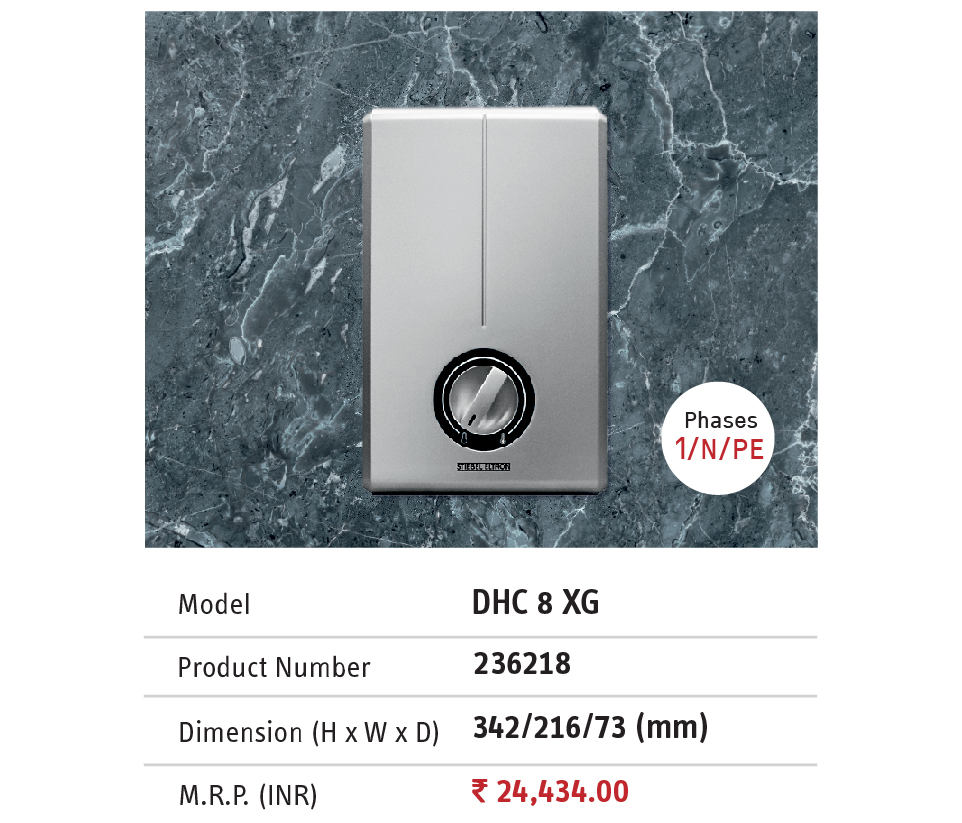 STIEBEL ELTRON
Phases
1/N/PE
Model DHC 8 XG
Product Number 236218
Dimension (H x W x D) 342/216/73 (mm)
M.R.P. (INR) ₹ 24,434.00